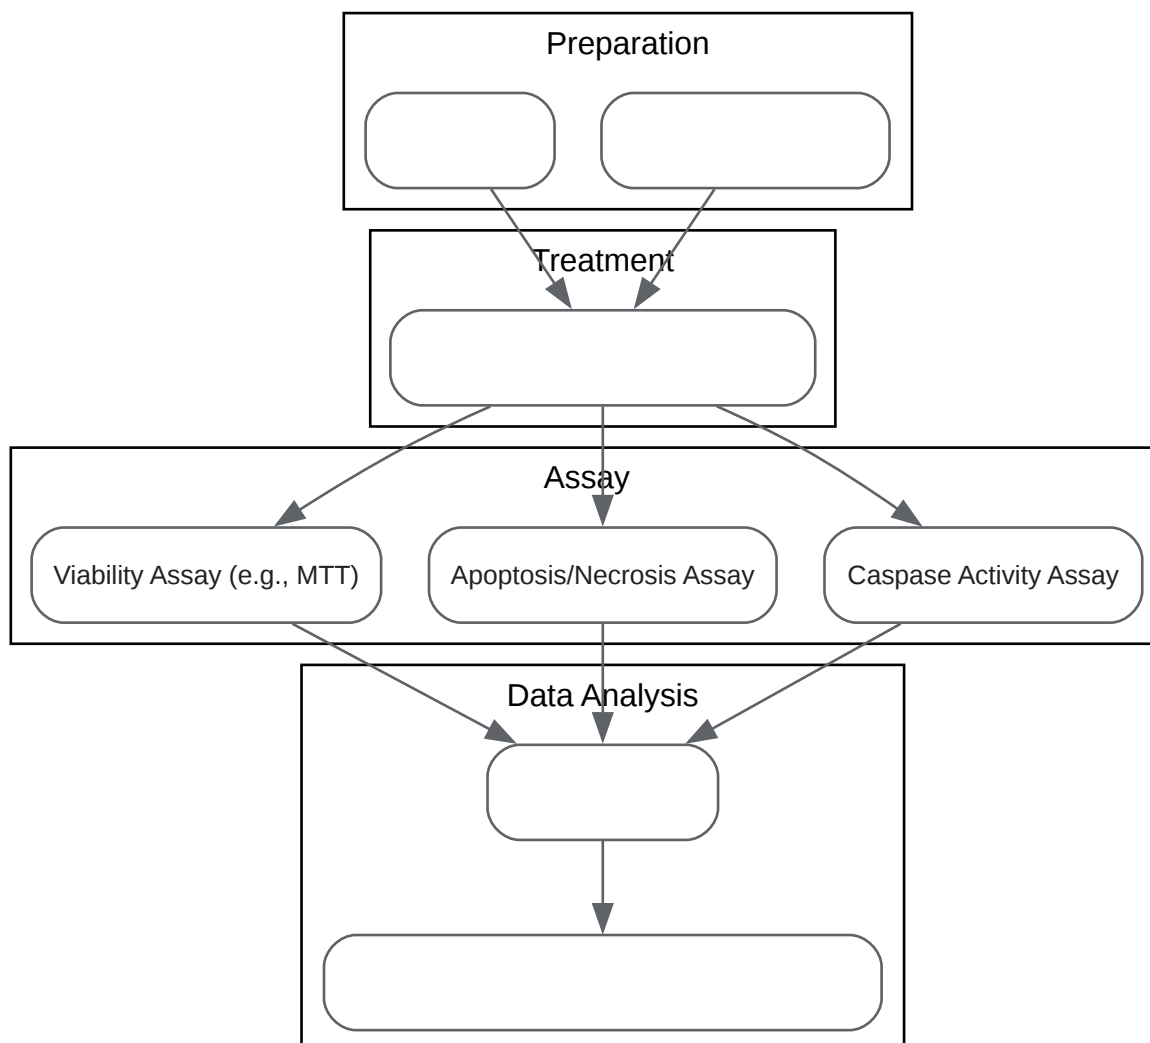 Preparation
Treatment
Assay
Viability Assay (e.g., MTT)
Apoptosis/Necrosis Assay
Caspase Activity Assay
Data Analysis